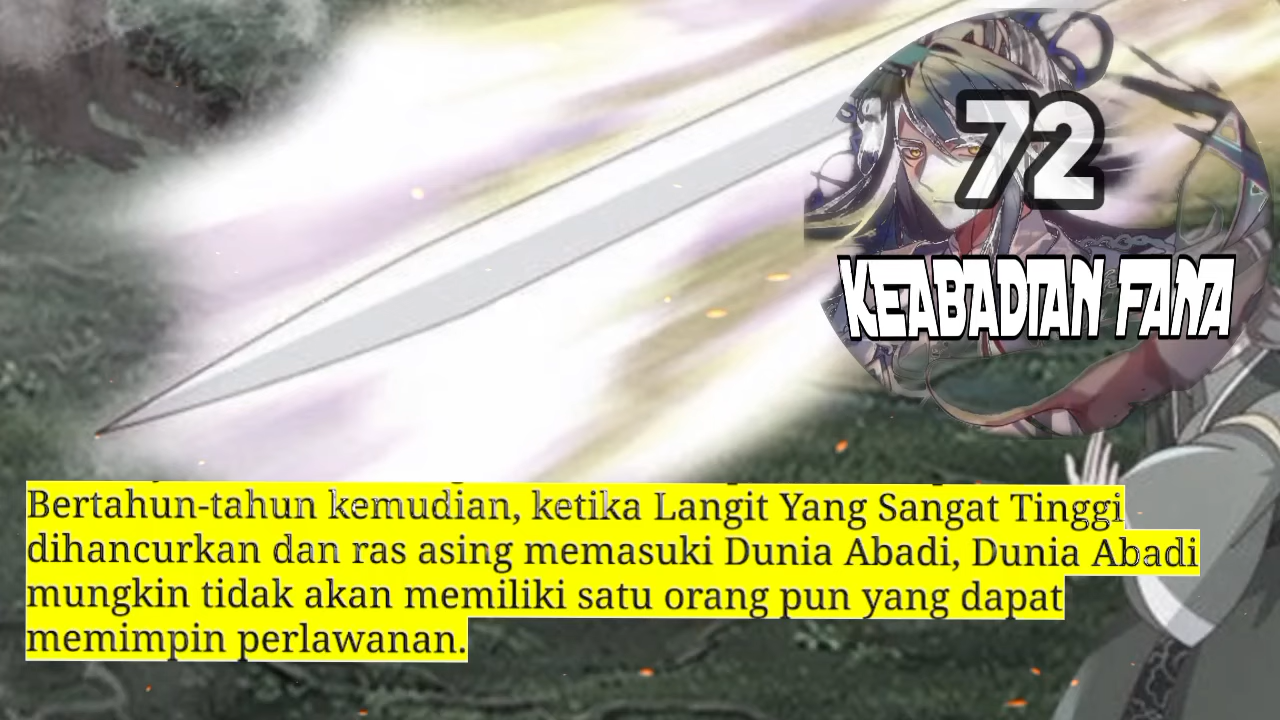 72
KEABADIAN FANA
Bertahun-tahun kemudian, ketika Langit Yang Sangat Tinggi
dihancurkan dan ras asing memasuki Dunia Abadi, Dunia Abadi
mungkin tidak akan memiliki satu orang pun yang dapat
memimpin perlawanan.